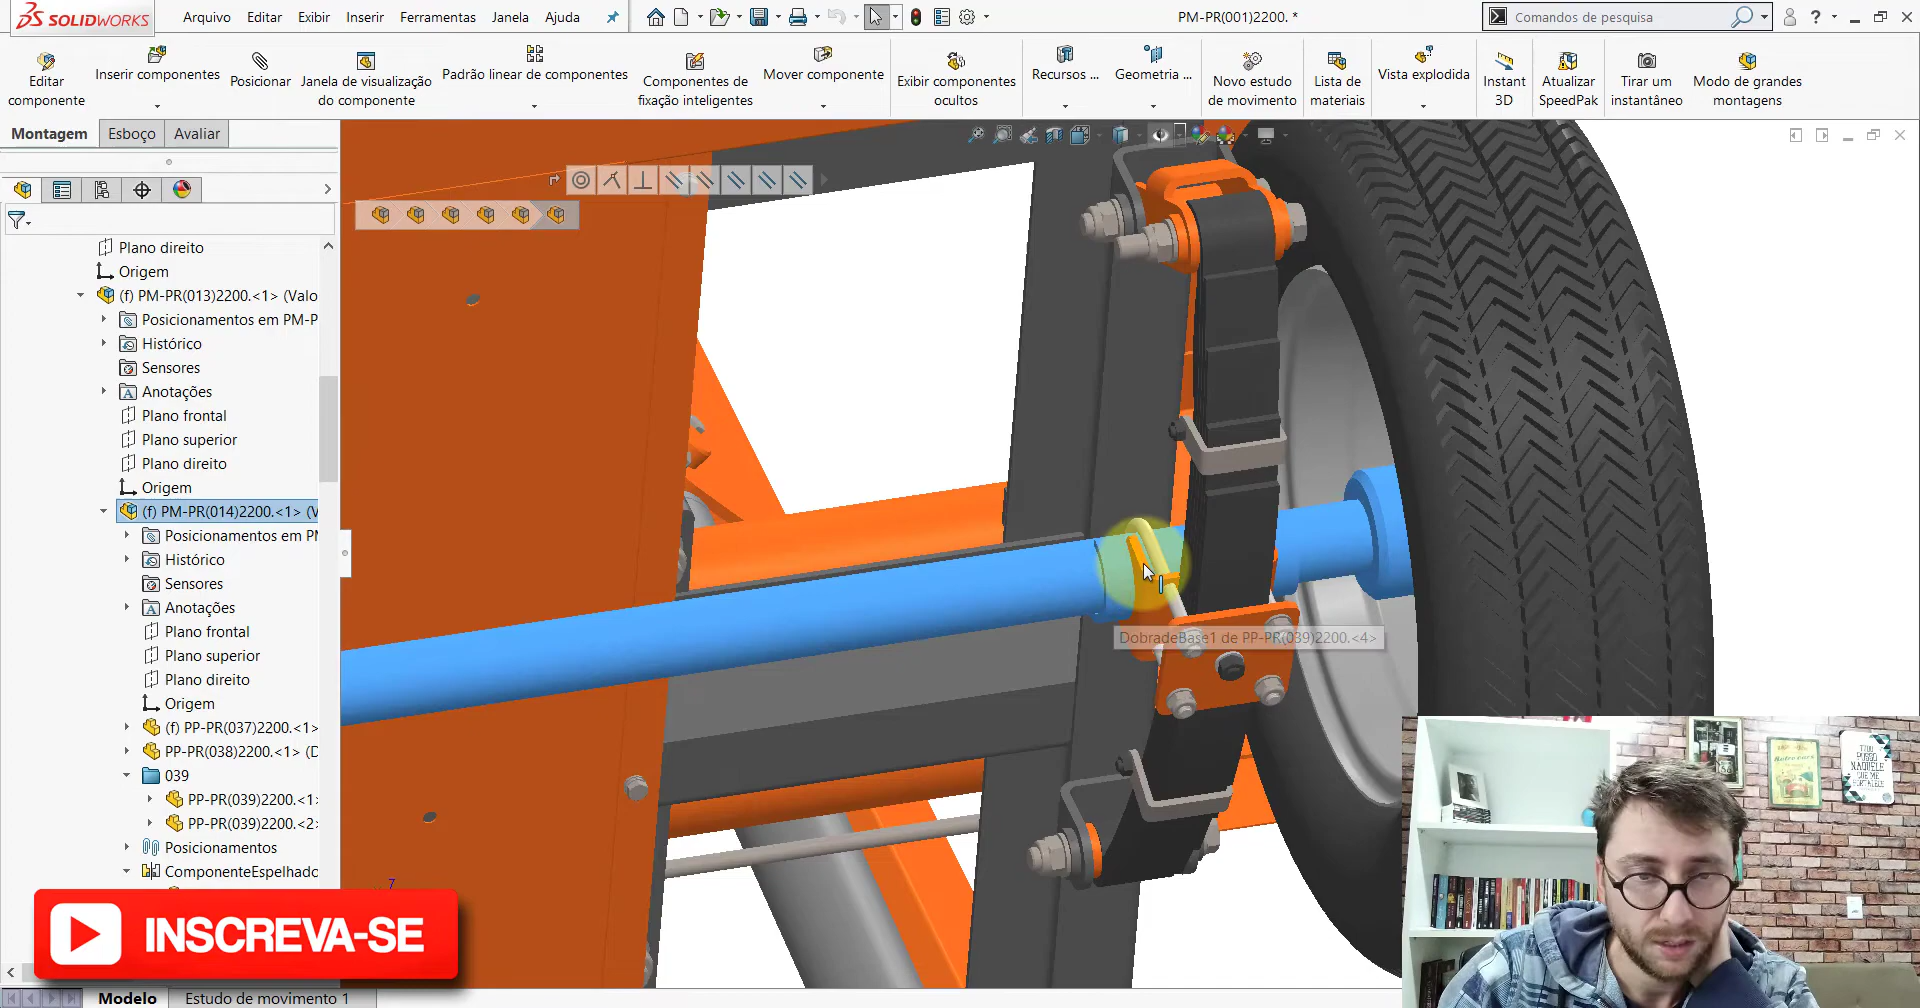 SOLIDWORKS
Arquivo Editar Exibir Inserir Ferramentas Janela Ajuda
PM-PR(001)2200. *
Comandos de pesquisa
Editar componente
Inserir componentes
Posicionar
Janela de visualização do componente
Padrão linear de componentes
Componentes de fixação inteligentes
Mover componente
Exibir componentes ocultos
Recursos ...
Geometria ...
Novo estudo de movimento
Lista de materiais
Vista explodida
Instant 3D
Atualizar SpeedPak
Tirar um instantâneo
Modo de grandes montagens
Montagem Esboço Avaliar
Plano direito
Origem
(f) PM-PR(013)2200.<1> (Valo
Posicionamentos em PM-P
Histórico
Sensores
Anotações
Plano frontal
Plano superior
Plano direito
Origem
(f) PM-PR(014)2200.<1> (V
Posicionamentos em PM
Histórico
Sensores
Anotações
Plano frontal
Plano superior
Plano direito
Origem
(f) PP-PR(037)2200.<1>
PP-PR(038)2200.<1> (D
039
PP-PR(039)2200.<1>
PP-PR(039)2200.<2>
Posicionamentos
ComponenteEspelhado
DobradeBase1 de PP-PR(039)2200.<4>
INSCREVA-SE
Modelo Estudo de movimento 1